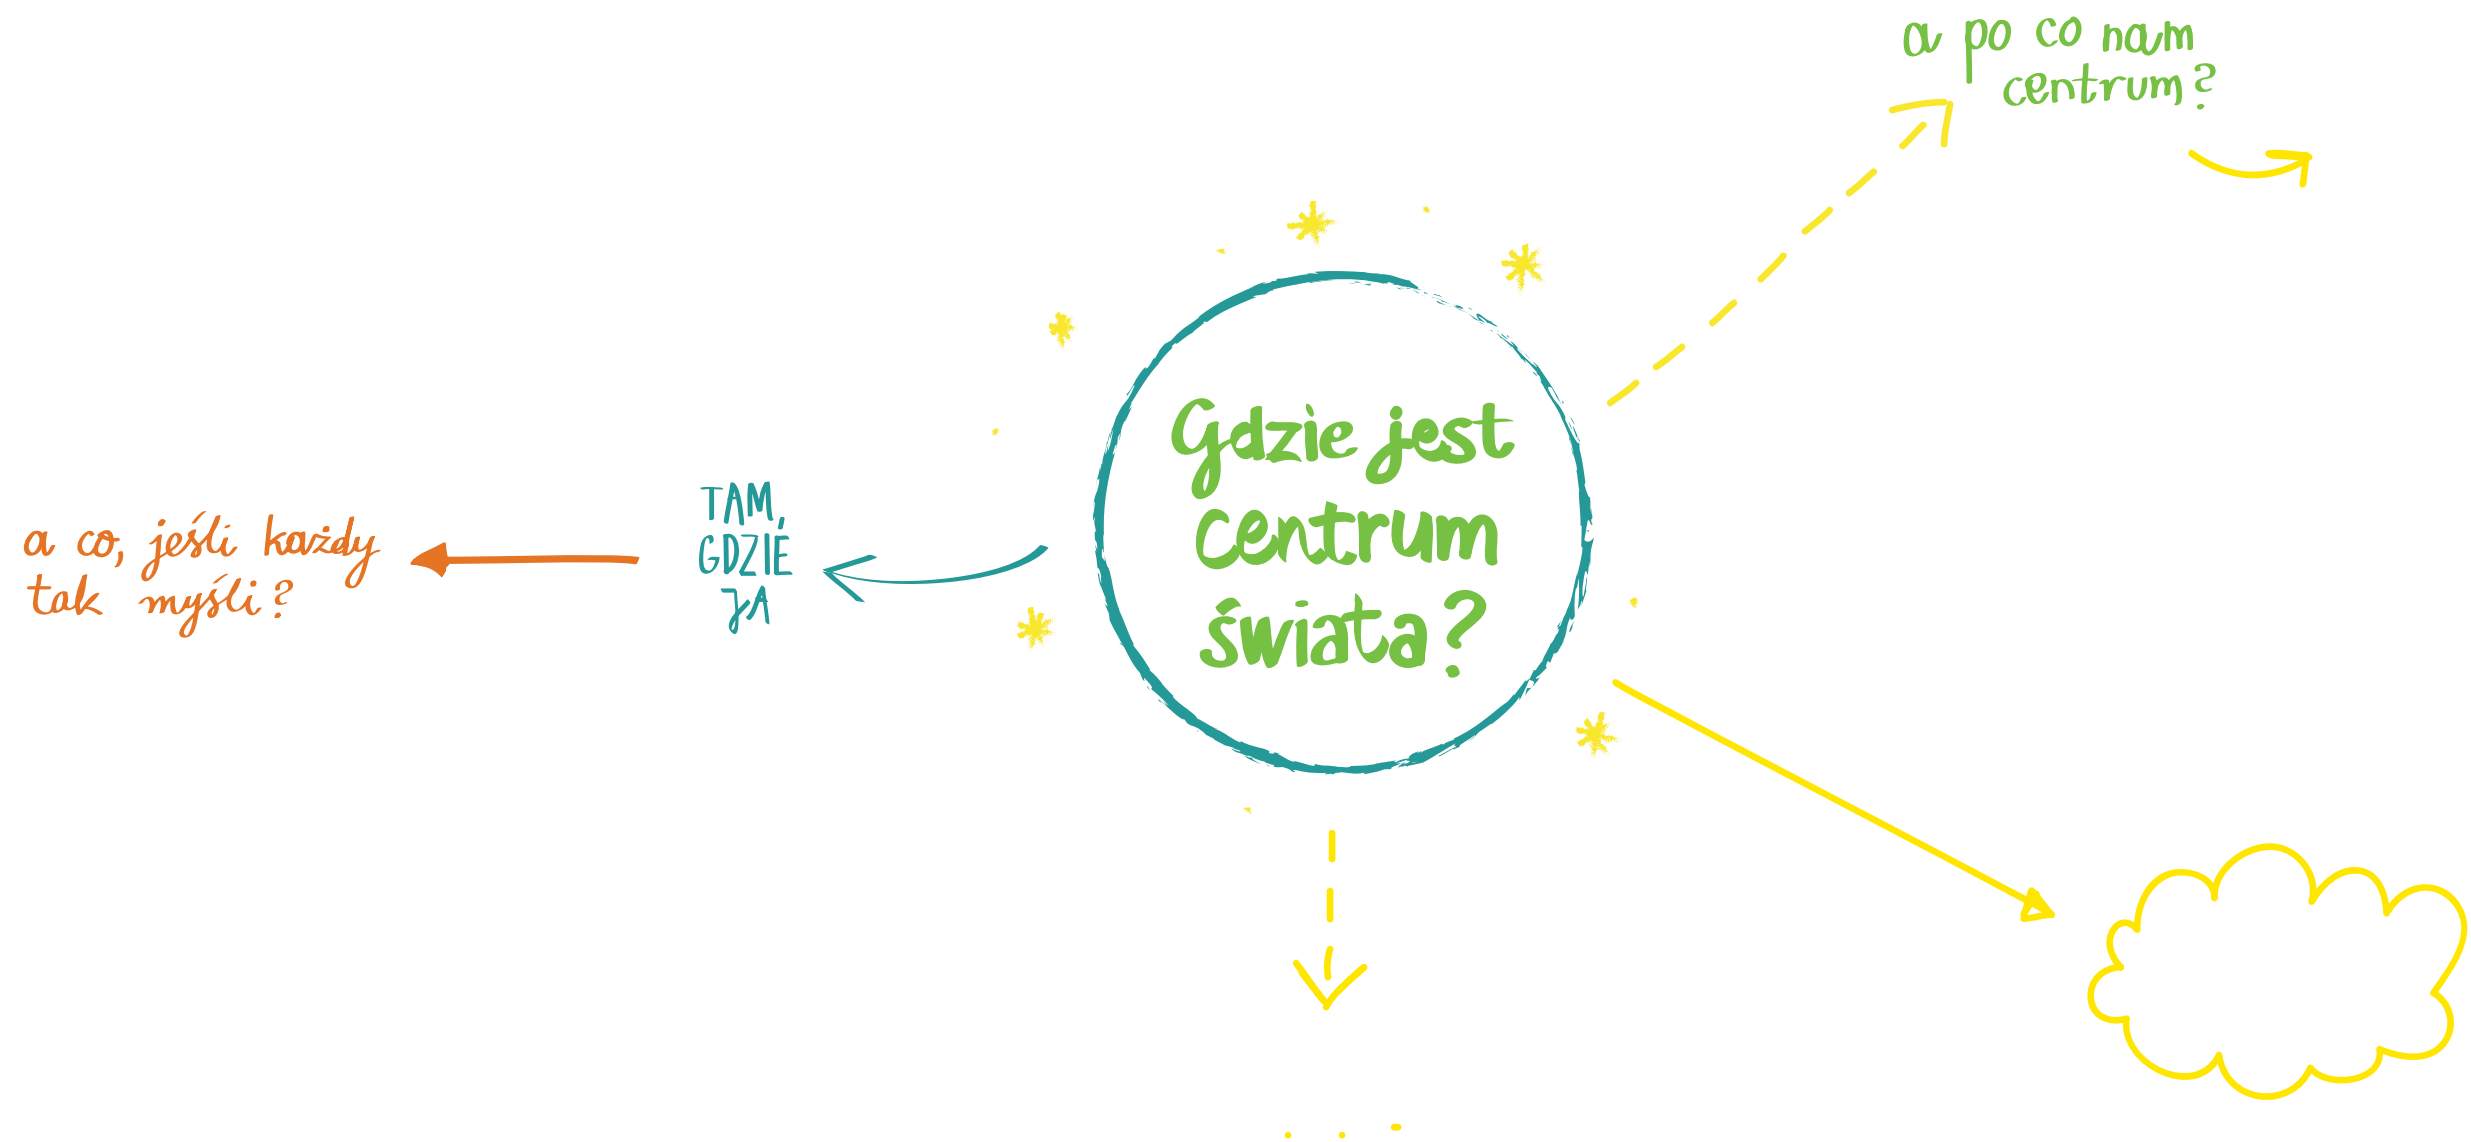 a po co nam
centrum?
Gdzie jest
centrum
świata?
TAM,
GDZIE
JA
a co, jeśli każdy
tak myśli?
...